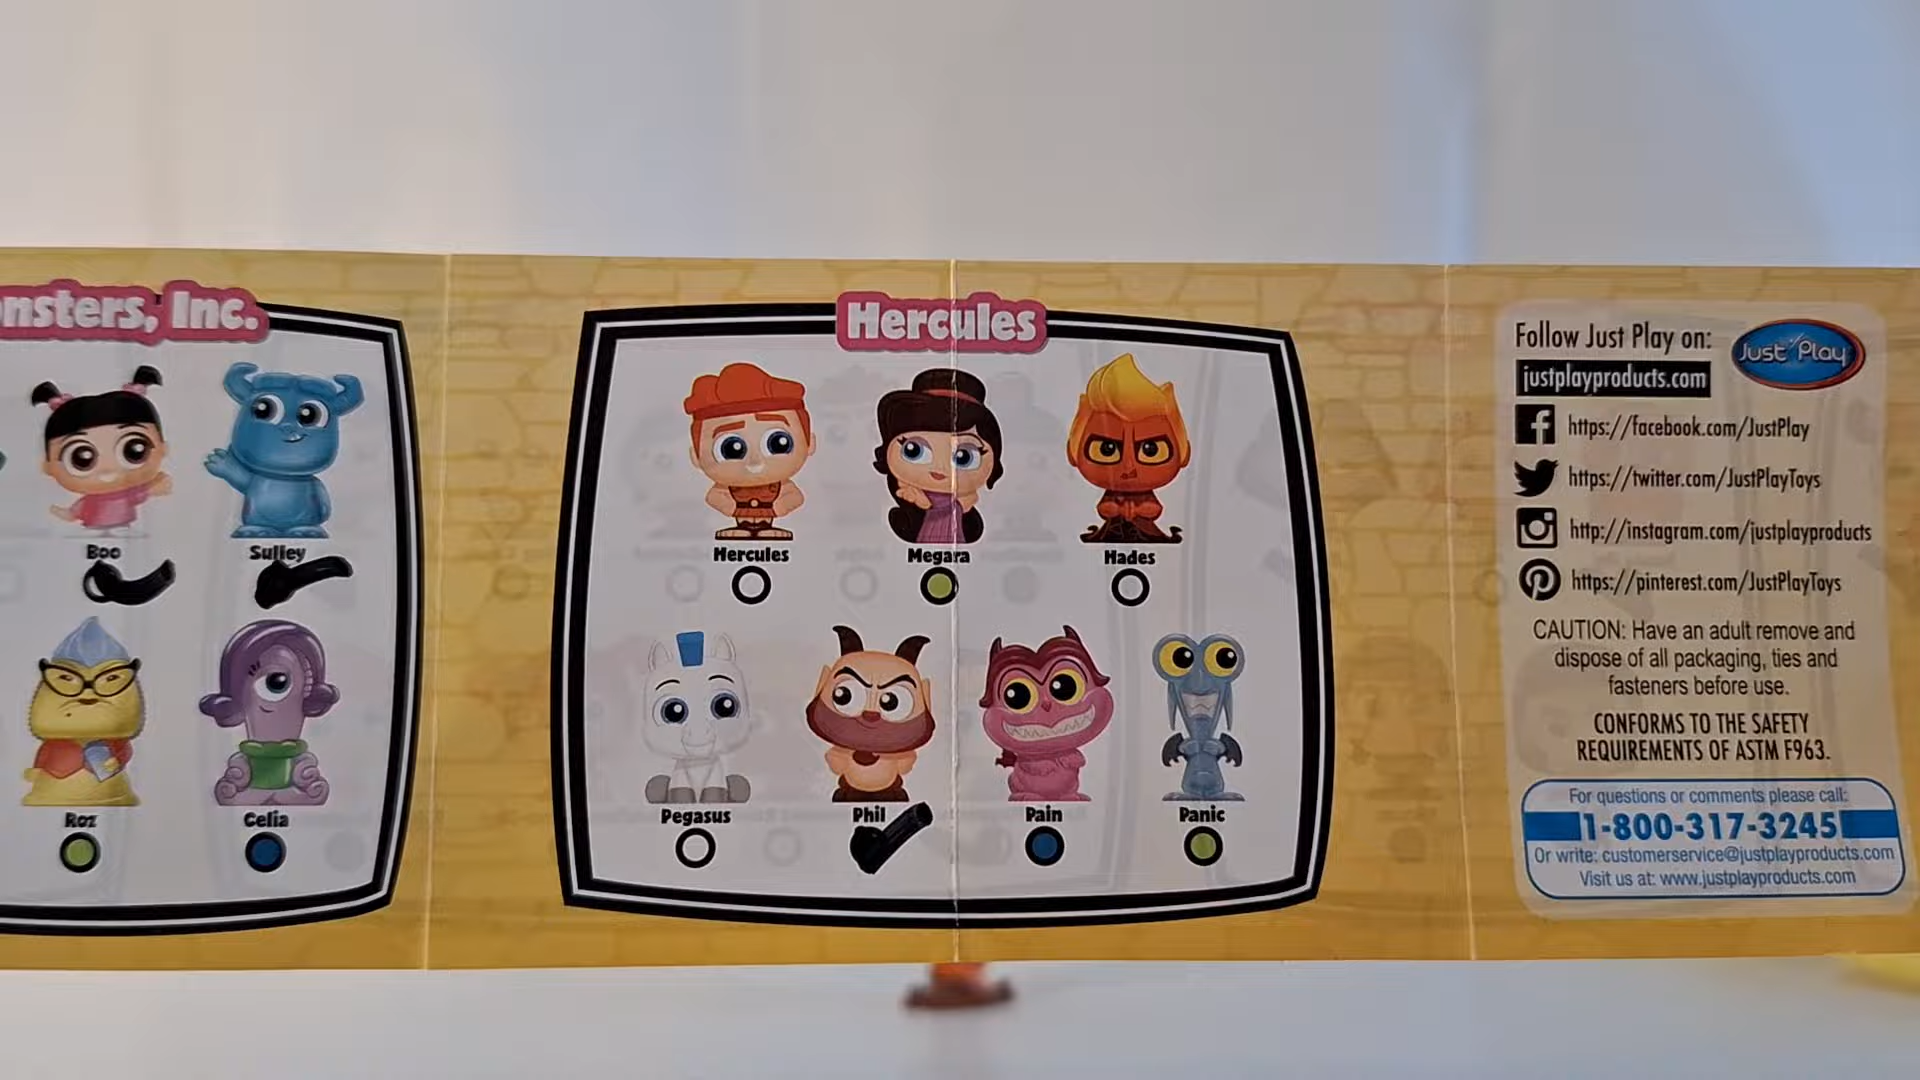 nsters, Inc.
Boo
Sulley
Roz
Celia
Hercules
Hercules
Megara
Hades
Pegasus
Phil
Pain
Panic
Follow Just Play on:
Just Play
justplayproducts.com
https://facebook.com/JustPlay
https://twitter.com/JustPlayToys
http://instagram.com/justplayproducts
https://pinterest.com/JustPlayToys
CAUTION: Have an adult remove and
dispose of all packaging, ties and
fasteners before use.
CONFORMS TO THE SAFETY
REQUIREMENTS OF ASTM F963.
For questions or comments please call:
1-800-317-3245
Or write: customerservice@justplayproducts.com
Visit us at: www.justplayproducts.com